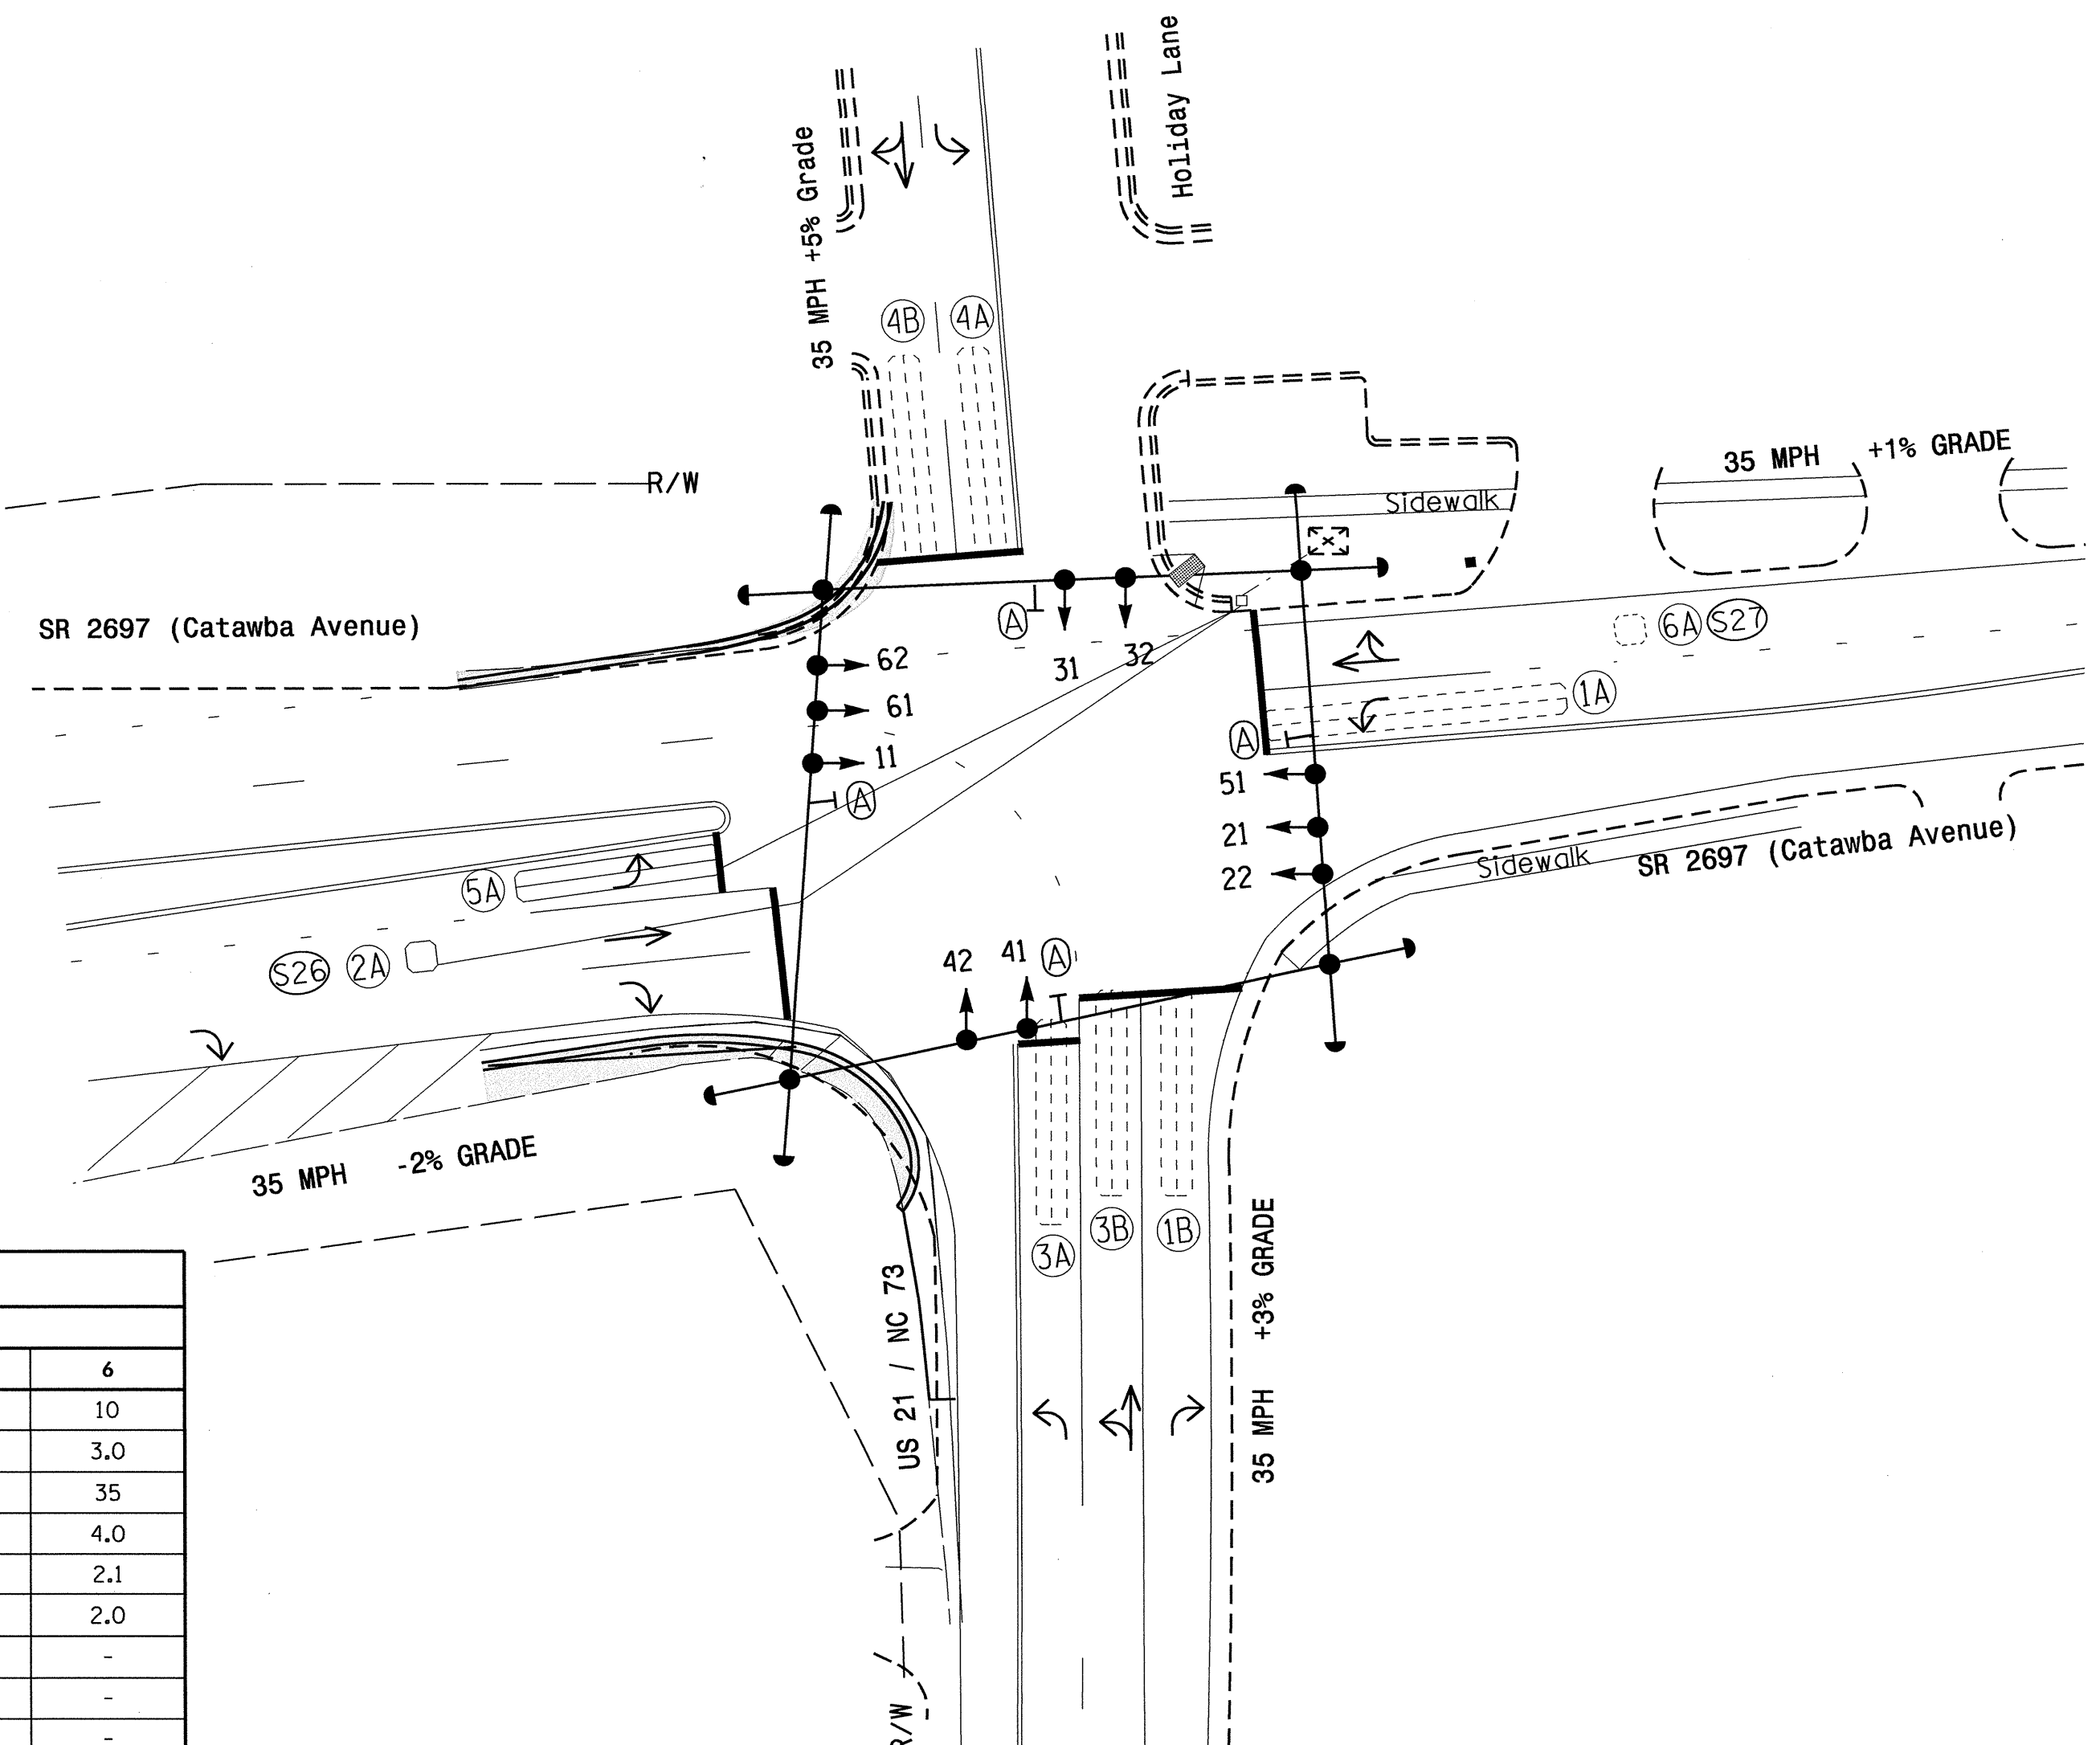 Holiday Lane
35 MPH +5% Grade
4B
4A
R/W
35 MPH +1% GRADE
Sidewalk
X
SR 2697 (Catawba Avenue)
A
62
31
32
6A
S27
61
1A
11
A
A
51
21
22
Sidewalk
SR 2697 (Catawba Avenue)
5A
S26
2A
42
41
A
35 MPH -2% GRADE
3A
3B
1B
US 21 / NC 73
35 MPH +3% GRADE
R/W
6
10
3.0
35
4.0
2.1
2.0
-
-
-